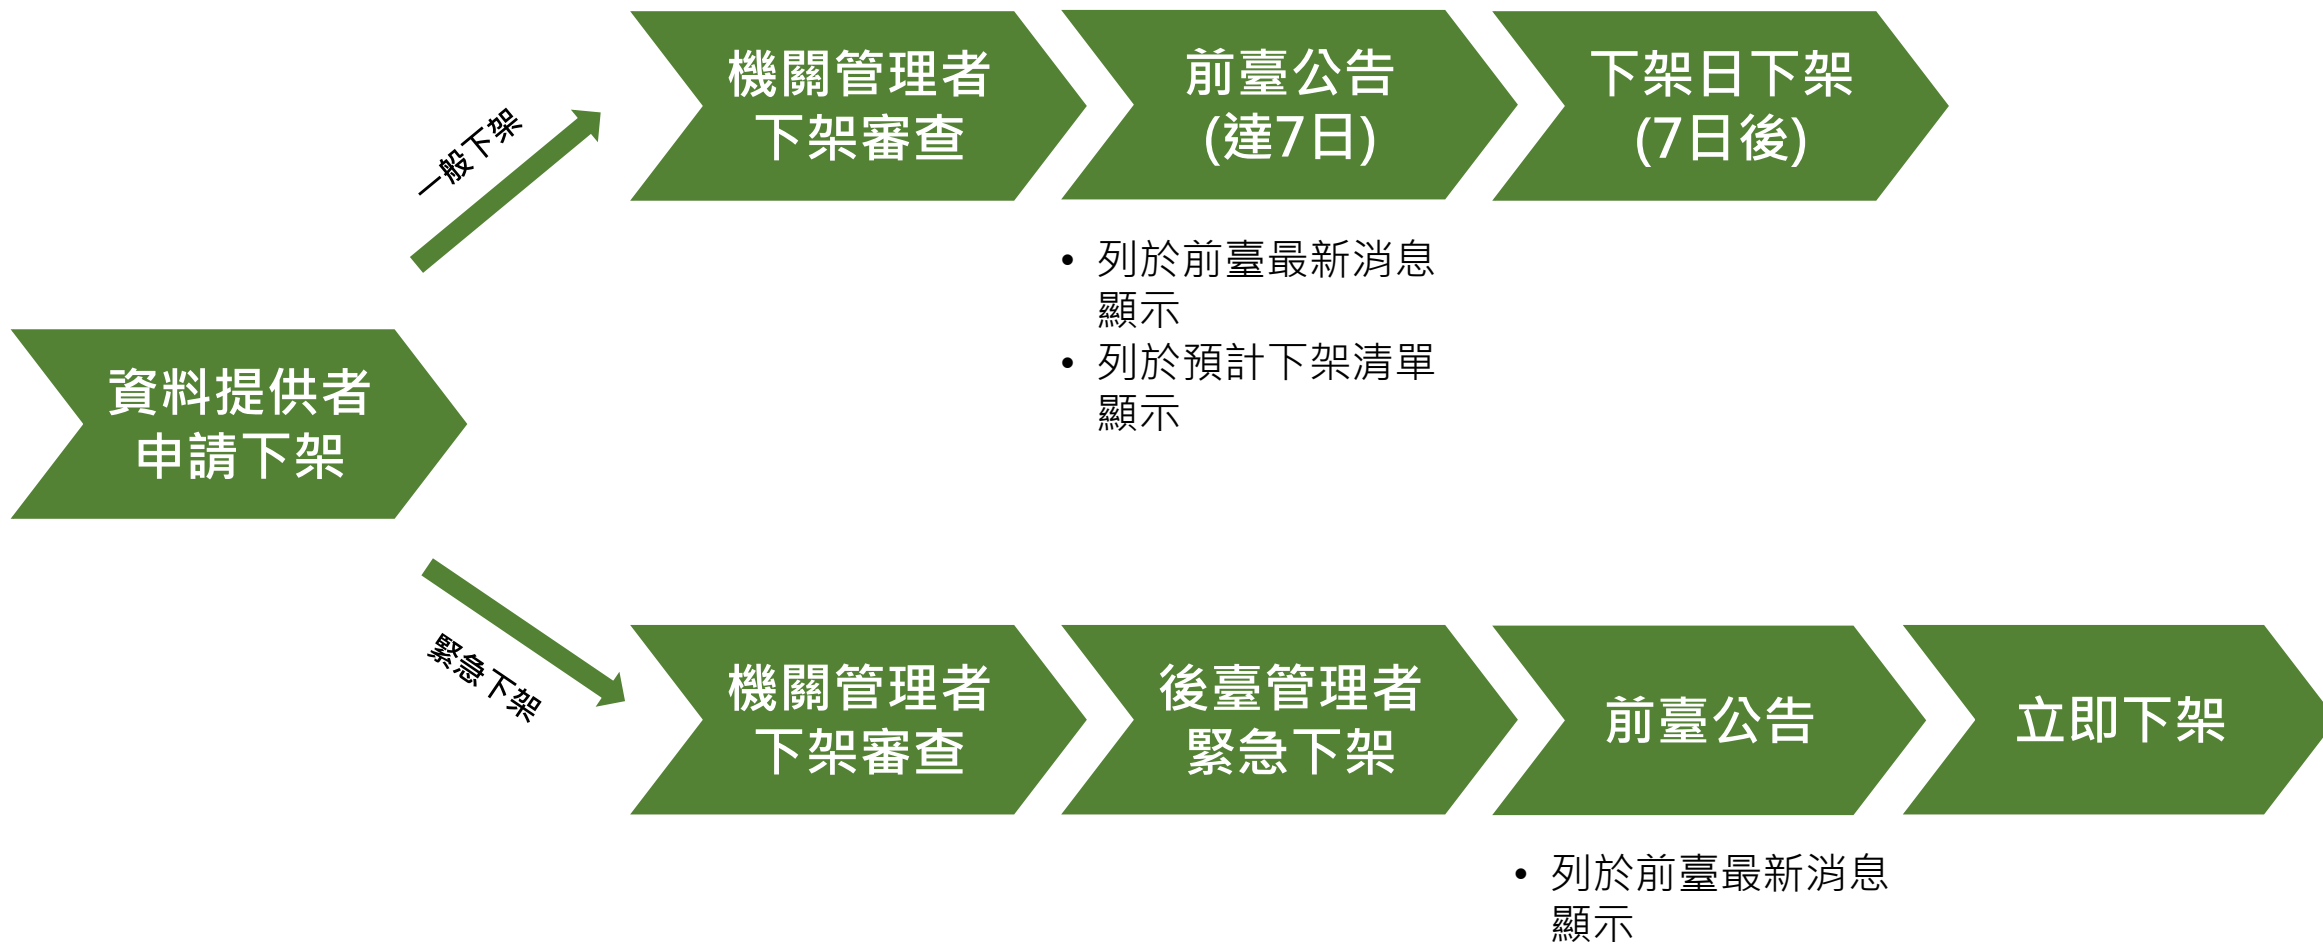 資料提供者
申請下架
一般下架
機關管理者
下架審查
前臺公告
(達7日)
• 列於前臺最新消息
顯示
• 列於預計下架清單
顯示
下架日下架
(7日後)
緊急下架
機關管理者
下架審查
後臺管理者
緊急下架
前臺公告
• 列於前臺最新消息
顯示
立即下架